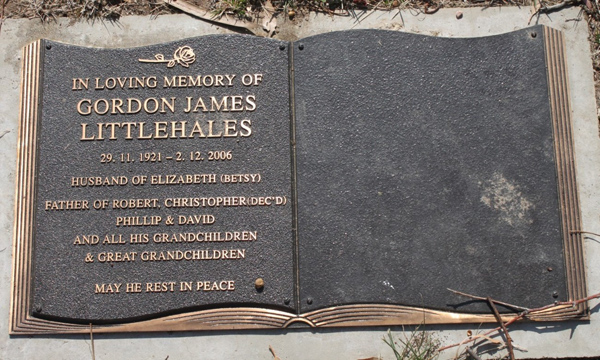 IN LOVING MEMORY OF
GORDON JAMES
LITTLEHALES
29. 11. 1921 – 2. 12. 2006
HUSBAND OF ELIZABETH (BETSY)
FATHER OF ROBERT, CHRISTOPHER(DEC'D)
PHILLIP & DAVID
AND ALL HIS GRANDCHILDREN
& GREAT GRANDCHILDREN
MAY HE REST IN PEACE